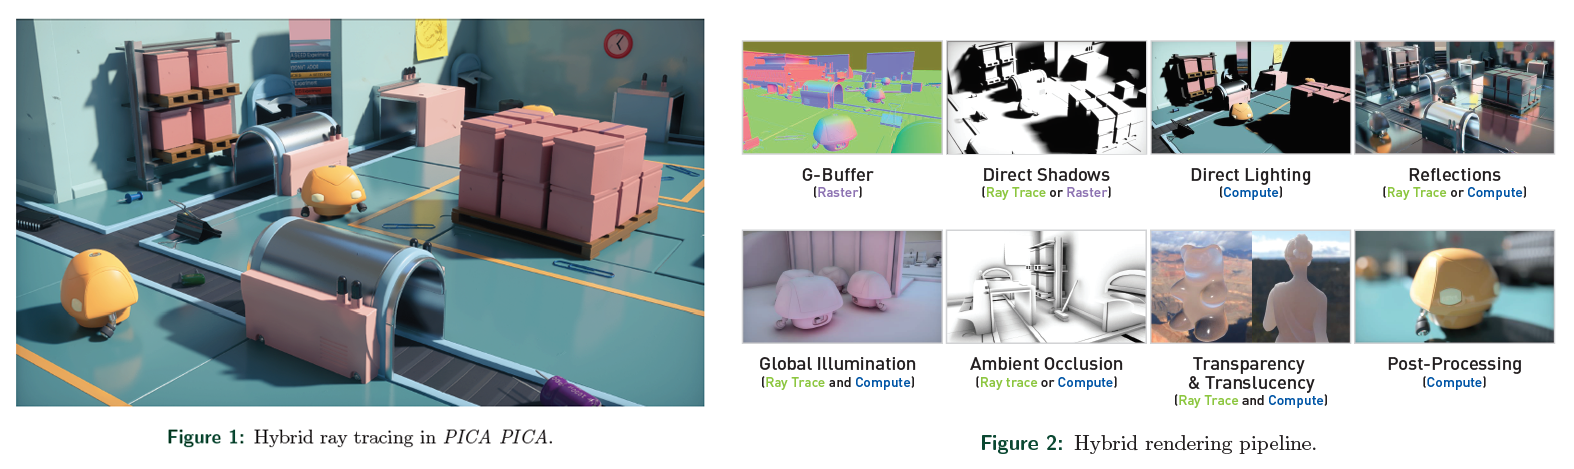 Figure 1: Hybrid ray tracing in PICA PICA.
G-Buffer
(Raster)
Direct Shadows
(Ray Trace or Raster)
Direct Lighting
(Compute)
Reflections
(Ray Trace or Compute)
Global Illumination
(Ray Trace and Compute)
Ambient Occlusion
(Ray trace or Compute)
Transparency
& Translucency
(Ray Trace and Compute)
Post-Processing
(Compute)
Figure 2: Hybrid rendering pipeline.